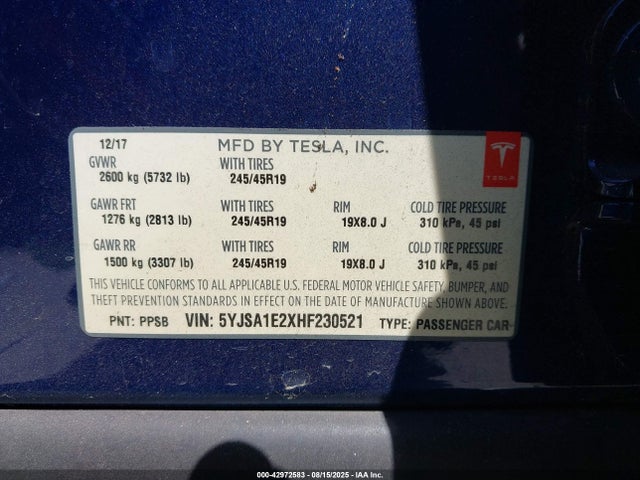 12/17 MFD BY TESLA, INC.
GVWR WITH TIRES
2600 kg (5732 lb) 245/45R19
TESLA
GAWR FRT WITH TIRES RIM COLD TIRE PRESSURE
1276 kg (2813 lb) 245/45R19 19X8.0 J 310 kPa, 45 psi
GAWR RR WITH TIRES RIM COLD TIRE PRESSURE
1500 kg (3307 lb) 245/45R19 19X8.0 J 310 kPa, 45 psi
THIS VEHICLE CONFORMS TO ALL APPLICABLE U.S. FEDERAL MOTOR VEHICLE SAFETY, BUMPER, AND
THEFT PREVENTION STANDARDS IN EFFECT ON THE DATE OF MANUFACTURE SHOWN ABOVE.
PNT: PPSB VIN: 5YJSA1E2XHF230521 TYPE: PASSENGER CAR
000-42972583 - 08/15/2025 - IAA Inc.